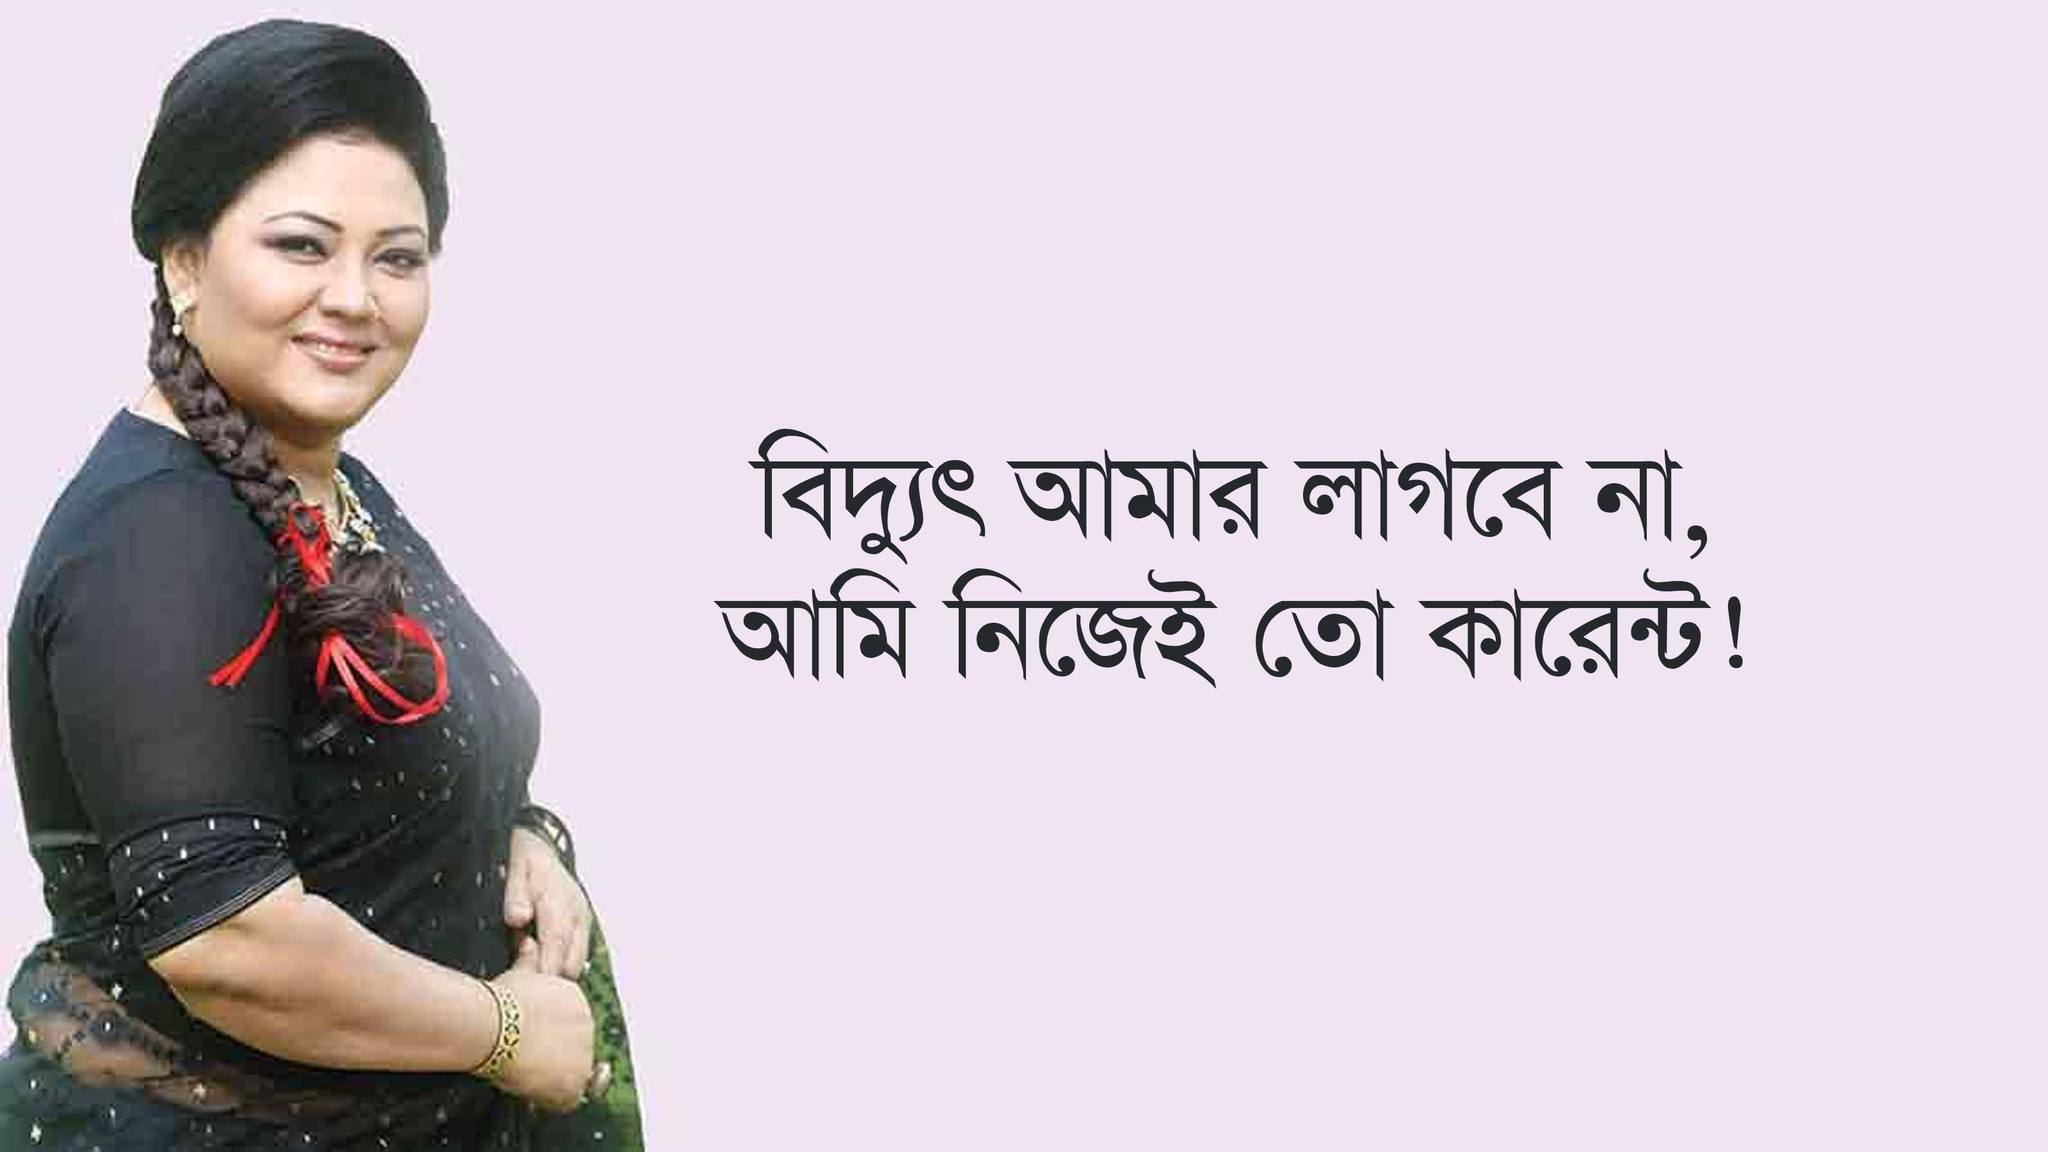 বিদ্যুৎ আমার লাগবে না,
আমি নিজেই তো কারেন্ট!